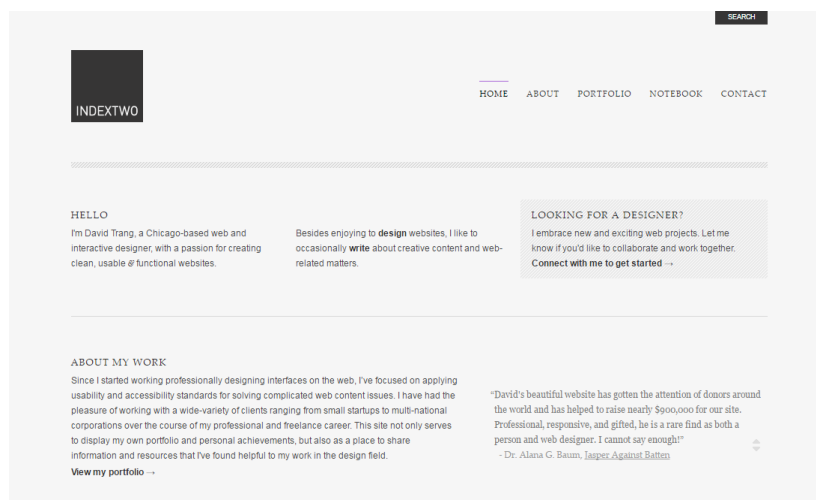 SEARCH
INDEXTWO
HOME ABOUT PORTFOLIO NOTEBOOK CONTACT
HELLO
I'm David Trang, a Chicago-based web and
interactive designer, with a passion for creating
clean, usable & functional websites.
Besides enjoying to design websites, I like to
occasionally write about creative content and web-
related matters.
LOOKING FOR A DESIGNER?
I embrace new and exciting web projects. Let me
know if you'd like to collaborate and work together.
Connect with me to get started →
ABOUT MY WORK
Since I started working professionally designing interfaces on the web, I've focused on applying
usability and accessibility standards for solving complicated web content issues. I have had the
pleasure of working with a wide-variety of clients ranging from small startups to multi-national
corporations over the course of my professional and freelance career. This site not only serves
to display my own portfolio and personal achievements, but also as a place to share
information and resources that I've found helpful to my work in the design field.
View my portfolio →
“David's beautiful website has gotten the attention of donors around
the world and has helped to raise nearly $900,000 for our site.
Professional, responsive, and gifted, he is a rare find as both a
person and web designer. I cannot say enough!”
- Dr. Alana G. Baum, Jasper Against Batten